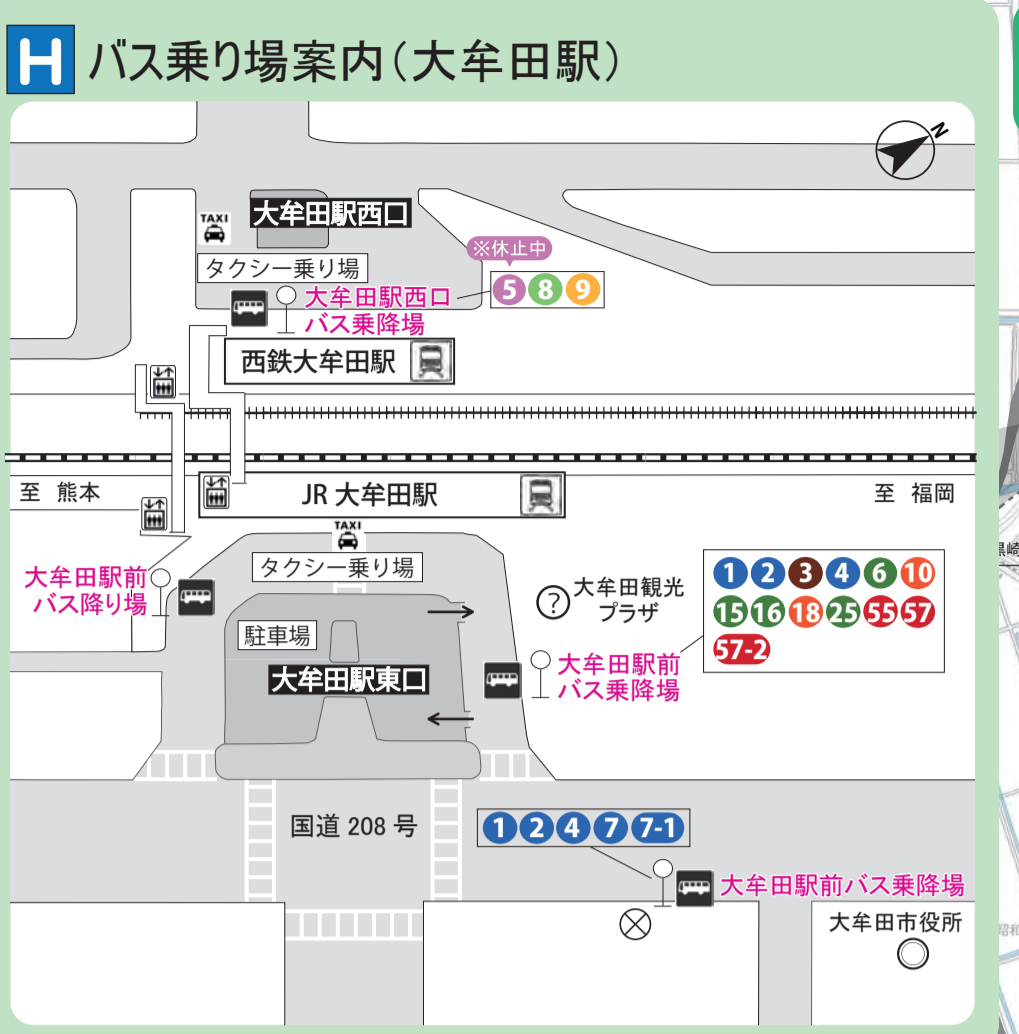 H バス乗り場案内(大牟田駅)
N
TAXI
大牟田駅西口
タクシー乗り場
※休止中
5 8 9
大牟田駅西口
バス乗降場
西鉄大牟田駅
至 熊本
JR 大牟田駅
至 福岡
TAXI
タクシー乗り場
大牟田駅前
バス降り場
駐車場
大牟田駅東口
? 大牟田観光
プラザ
大牟田駅前
バス乗降場
1 2 3 4 6 10
15 16 18 25 55 57
57-2
国道 208 号
1 2 4 7 7-1
大牟田駅前バス乗降場
大牟田市役所